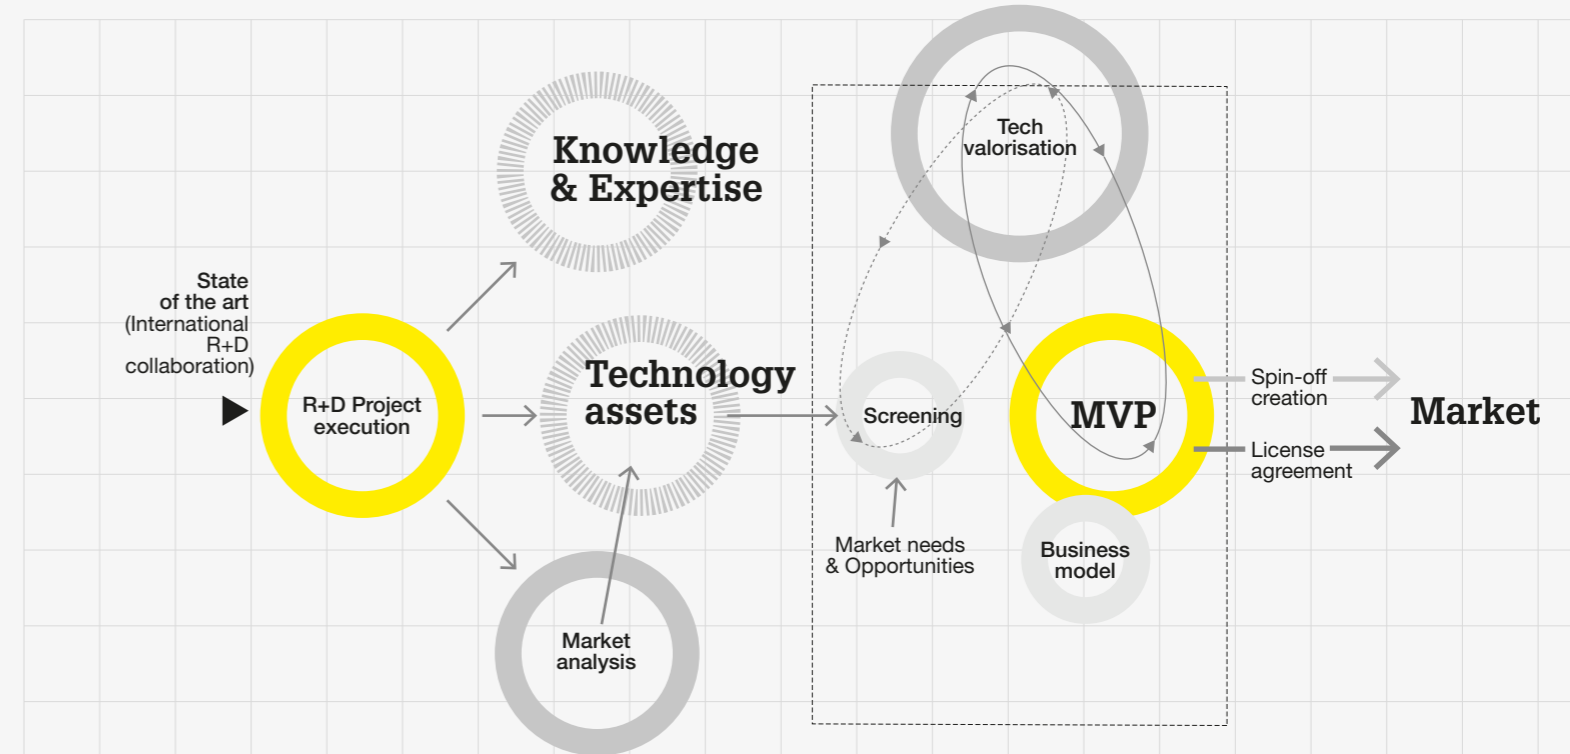 State
of the art
(International
R+D
collaboration)
R+D Project
execution
Knowledge
& Expertise
Technology
assets
Market
analysis
Tech
valorisation
Screening
Market needs
& Opportunities
MVP
Business
model
Spin-off
creation
License
agreement
Market